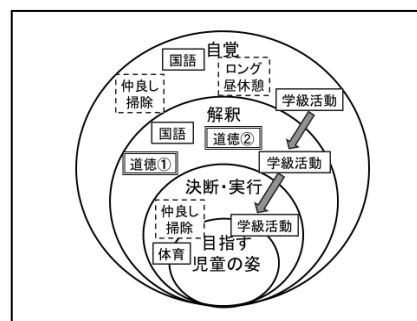 自覚
国語
仲良し
掃除
ロング
昼休憩
学級活動
解釈
国語
道徳②
道徳①
学級活動
決断・実行
仲良し
掃除
学級活動
目指す
児童の姿
体育